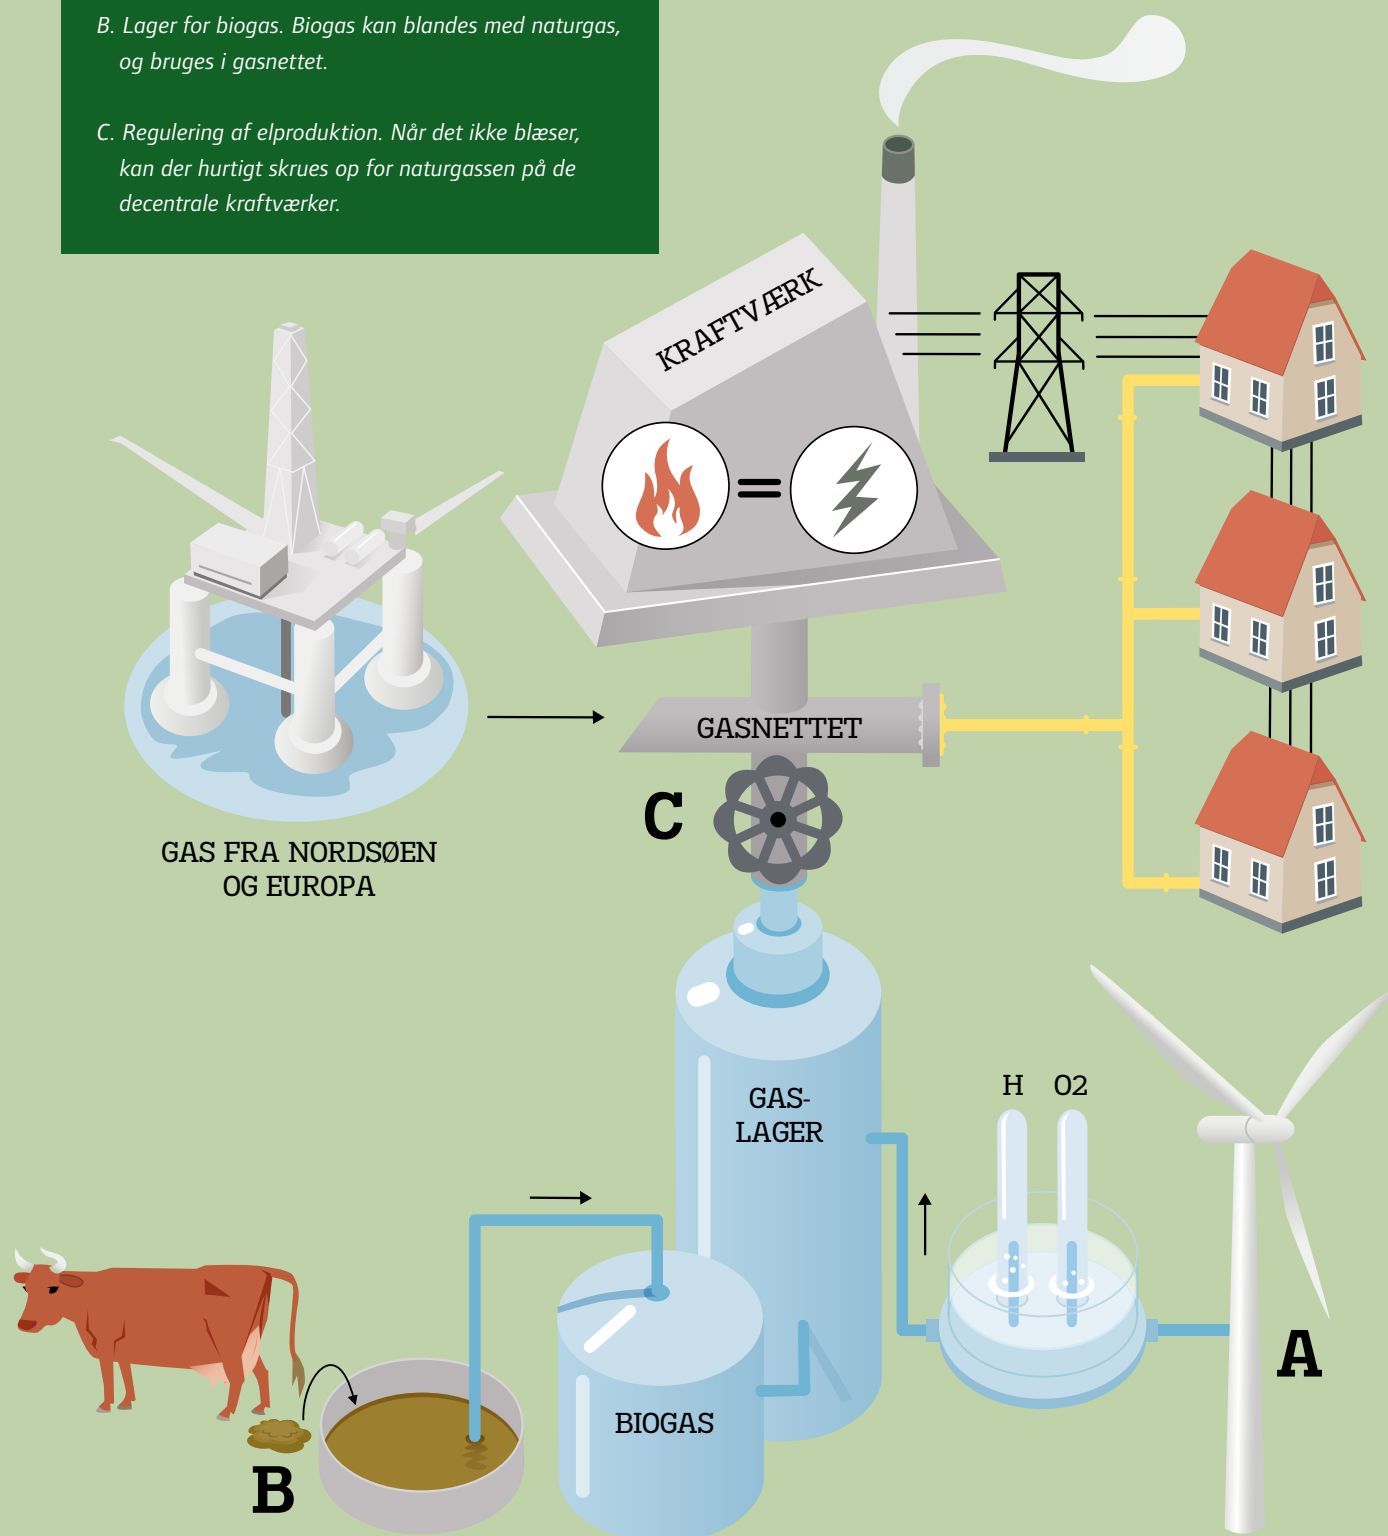 B. Lager for biogas. Biogas kan blandes med naturgas,
og bruges i gasnettet.
C. Regulering af elproduktion. Når det ikke blæser,
kan der hurtigt skrues op for naturgassen på de
decentrale kraftværker.
KRAFTVÆRK
GASNETTET
C
GAS FRA NORDSØEN
OG EUROPA
GAS-
LAGER
H O2
A
BIOGAS
B